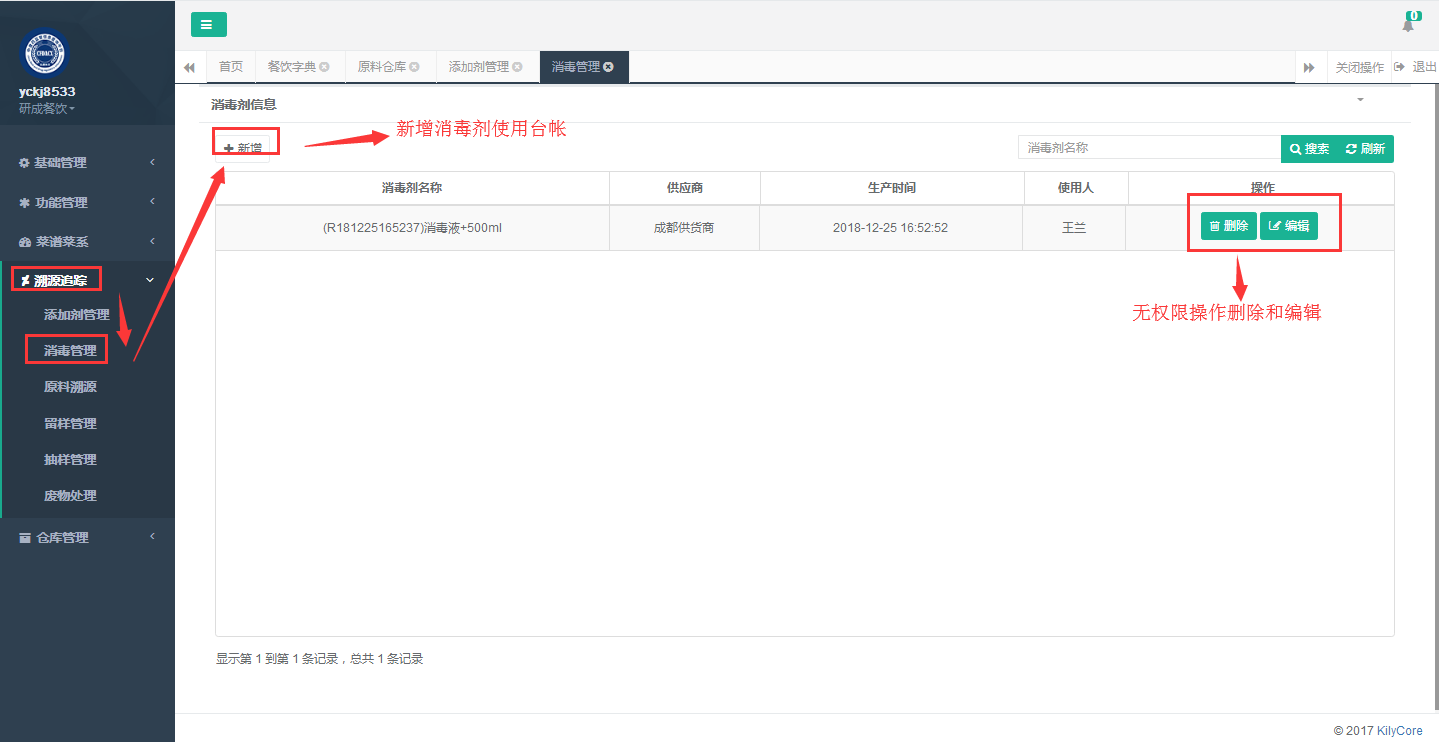 0
CFDACX
yckj8533
研成餐饮
首页
餐饮字典
原料仓库
添加剂管理
消毒管理
关闭操作
退出
基础管理
功能管理
菜谱菜系
溯源追踪
添加剂管理
消毒管理
原料溯源
留样管理
抽样管理
废物处理
仓库管理
消毒剂信息
新增
新增消毒剂使用台帐
消毒剂名称
搜索
刷新
消毒剂名称 供应商 生产时间 使用人 操作
(R181225165237)消毒液+500ml 成都供货商 2018-12-25 16:52:52 王兰 删除 编辑
无权限操作删除和编辑
显示第 1 到第 1 条记录，总共 1 条记录
© 2017 KilyCore